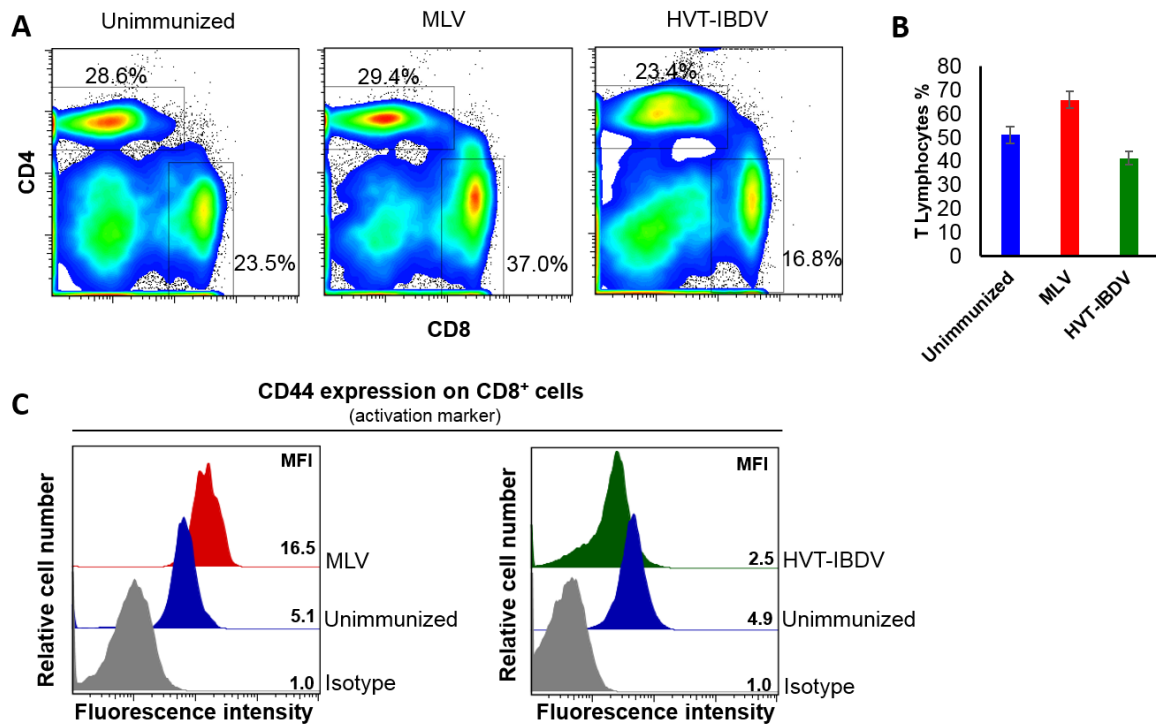 A
Unimmunized
MLV
HVT-IBDV
28.6%
29.4%
23.4%
CD4
23.5%
37.0%
16.8%
CD8
B
80
70
60
50
40
30
20
10
0
T Lymphocytes %
Unimmunized
MLV
HVT-IBDV
C
CD44 expression on CD8⁺ cells
(activation marker)
Relative cell number
MFI
16.5 MLV
5.1 Unimmunized
1.0 Isotype
Fluorescence intensity
Relative cell number
MFI
2.5 HVT-IBDV
4.9 Unimmunized
1.0 Isotype
Fluorescence intensity